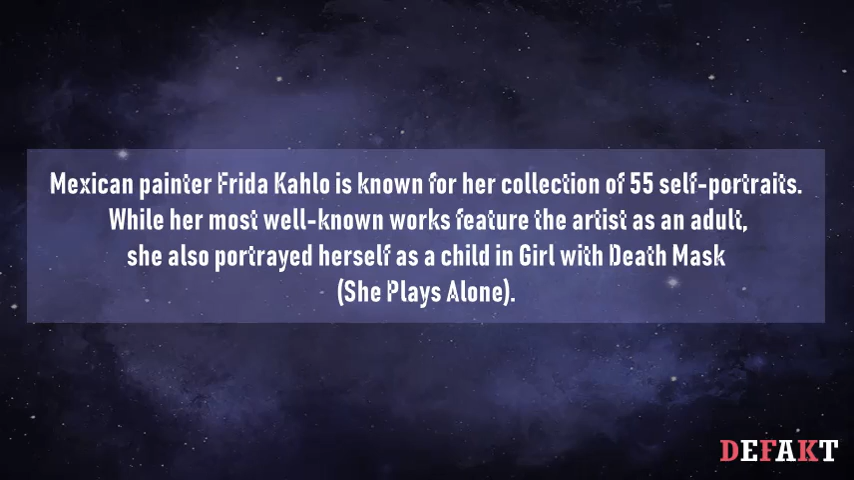 Mexican painter Frida Kahlo is known for her collection of 55 self-portraits.
While her most well-known works feature the artist as an adult,
she also portrayed herself as a child in Girl with Death Mask
(She Plays Alone).
DEFAKT